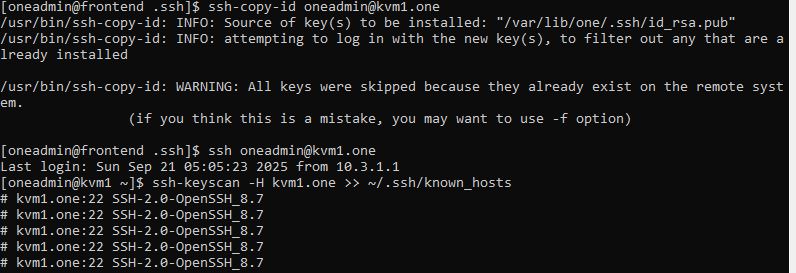 [oneadmin@frontend .ssh]$ ssh-copy-id oneadmin@kvm1.one
/usr/bin/ssh-copy-id: INFO: Source of key(s) to be installed: "/var/lib/one/.ssh/id_rsa.pub"
/usr/bin/ssh-copy-id: INFO: attempting to log in with the new key(s), to filter out any that are a
lready installed
/usr/bin/ssh-copy-id: WARNING: All keys were skipped because they already exist on the remote syst
em.
(if you think this is a mistake, you may want to use -f option)
[oneadmin@frontend .ssh]$ ssh oneadmin@kvm1.one
Last login: Sun Sep 21 05:05:23 2025 from 10.3.1.1
[oneadmin@kvm1 ~]$ ssh-keyscan -H kvm1.one >> ~/.ssh/known_hosts
# kvm1.one:22 SSH-2.0-OpenSSH_8.7
# kvm1.one:22 SSH-2.0-OpenSSH_8.7
# kvm1.one:22 SSH-2.0-OpenSSH_8.7
# kvm1.one:22 SSH-2.0-OpenSSH_8.7
# kvm1.one:22 SSH-2.0-OpenSSH_8.7